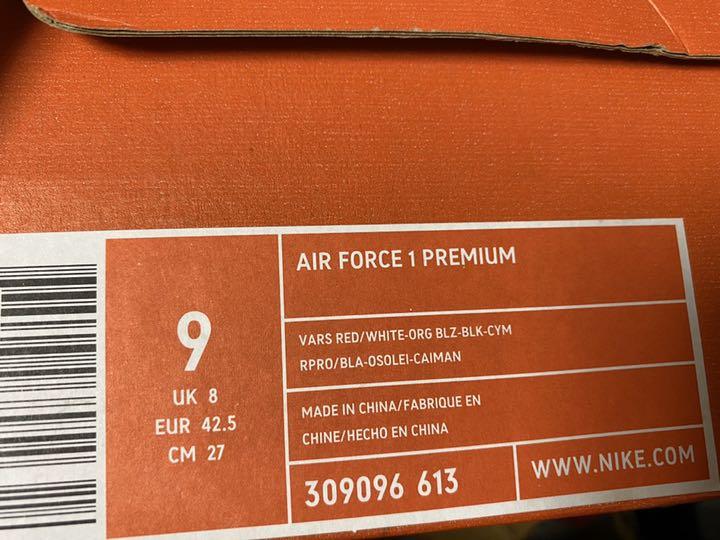 9
UK 8
EUR 42.5
CM 27
AIR FORCE 1 PREMIUM
VARS RED/WHITE-ORG BLZ-BLK-CYM
RPRO/BLA-OSOLEI-CAIMAN
MADE IN CHINA/FABRIQUE EN
CHINE/HECHO EN CHINA
309096 613
WWW.NIKE.COM